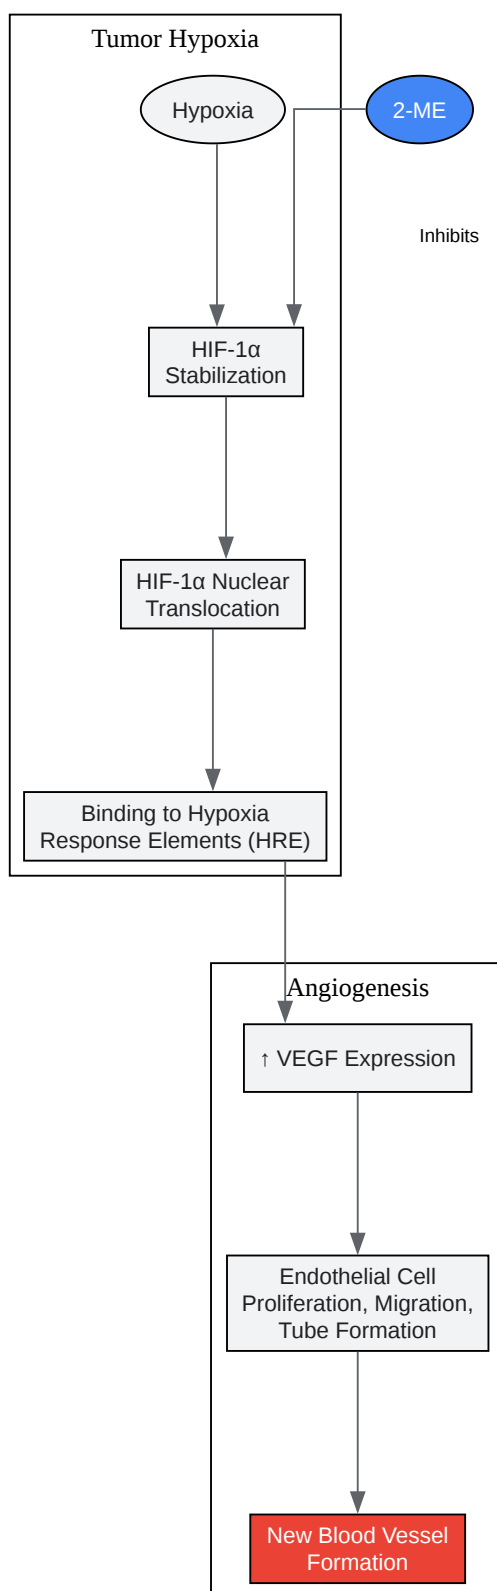 Tumor Hypoxia
Hypoxia
2-ME
Inhibits
HIF-1α
Stabilization
HIF-1α Nuclear
Translocation
Binding to Hypoxia
Response Elements (HRE)
Angiogenesis
↑ VEGF Expression
Endothelial Cell
Proliferation, Migration,
Tube Formation
New Blood Vessel
Formation